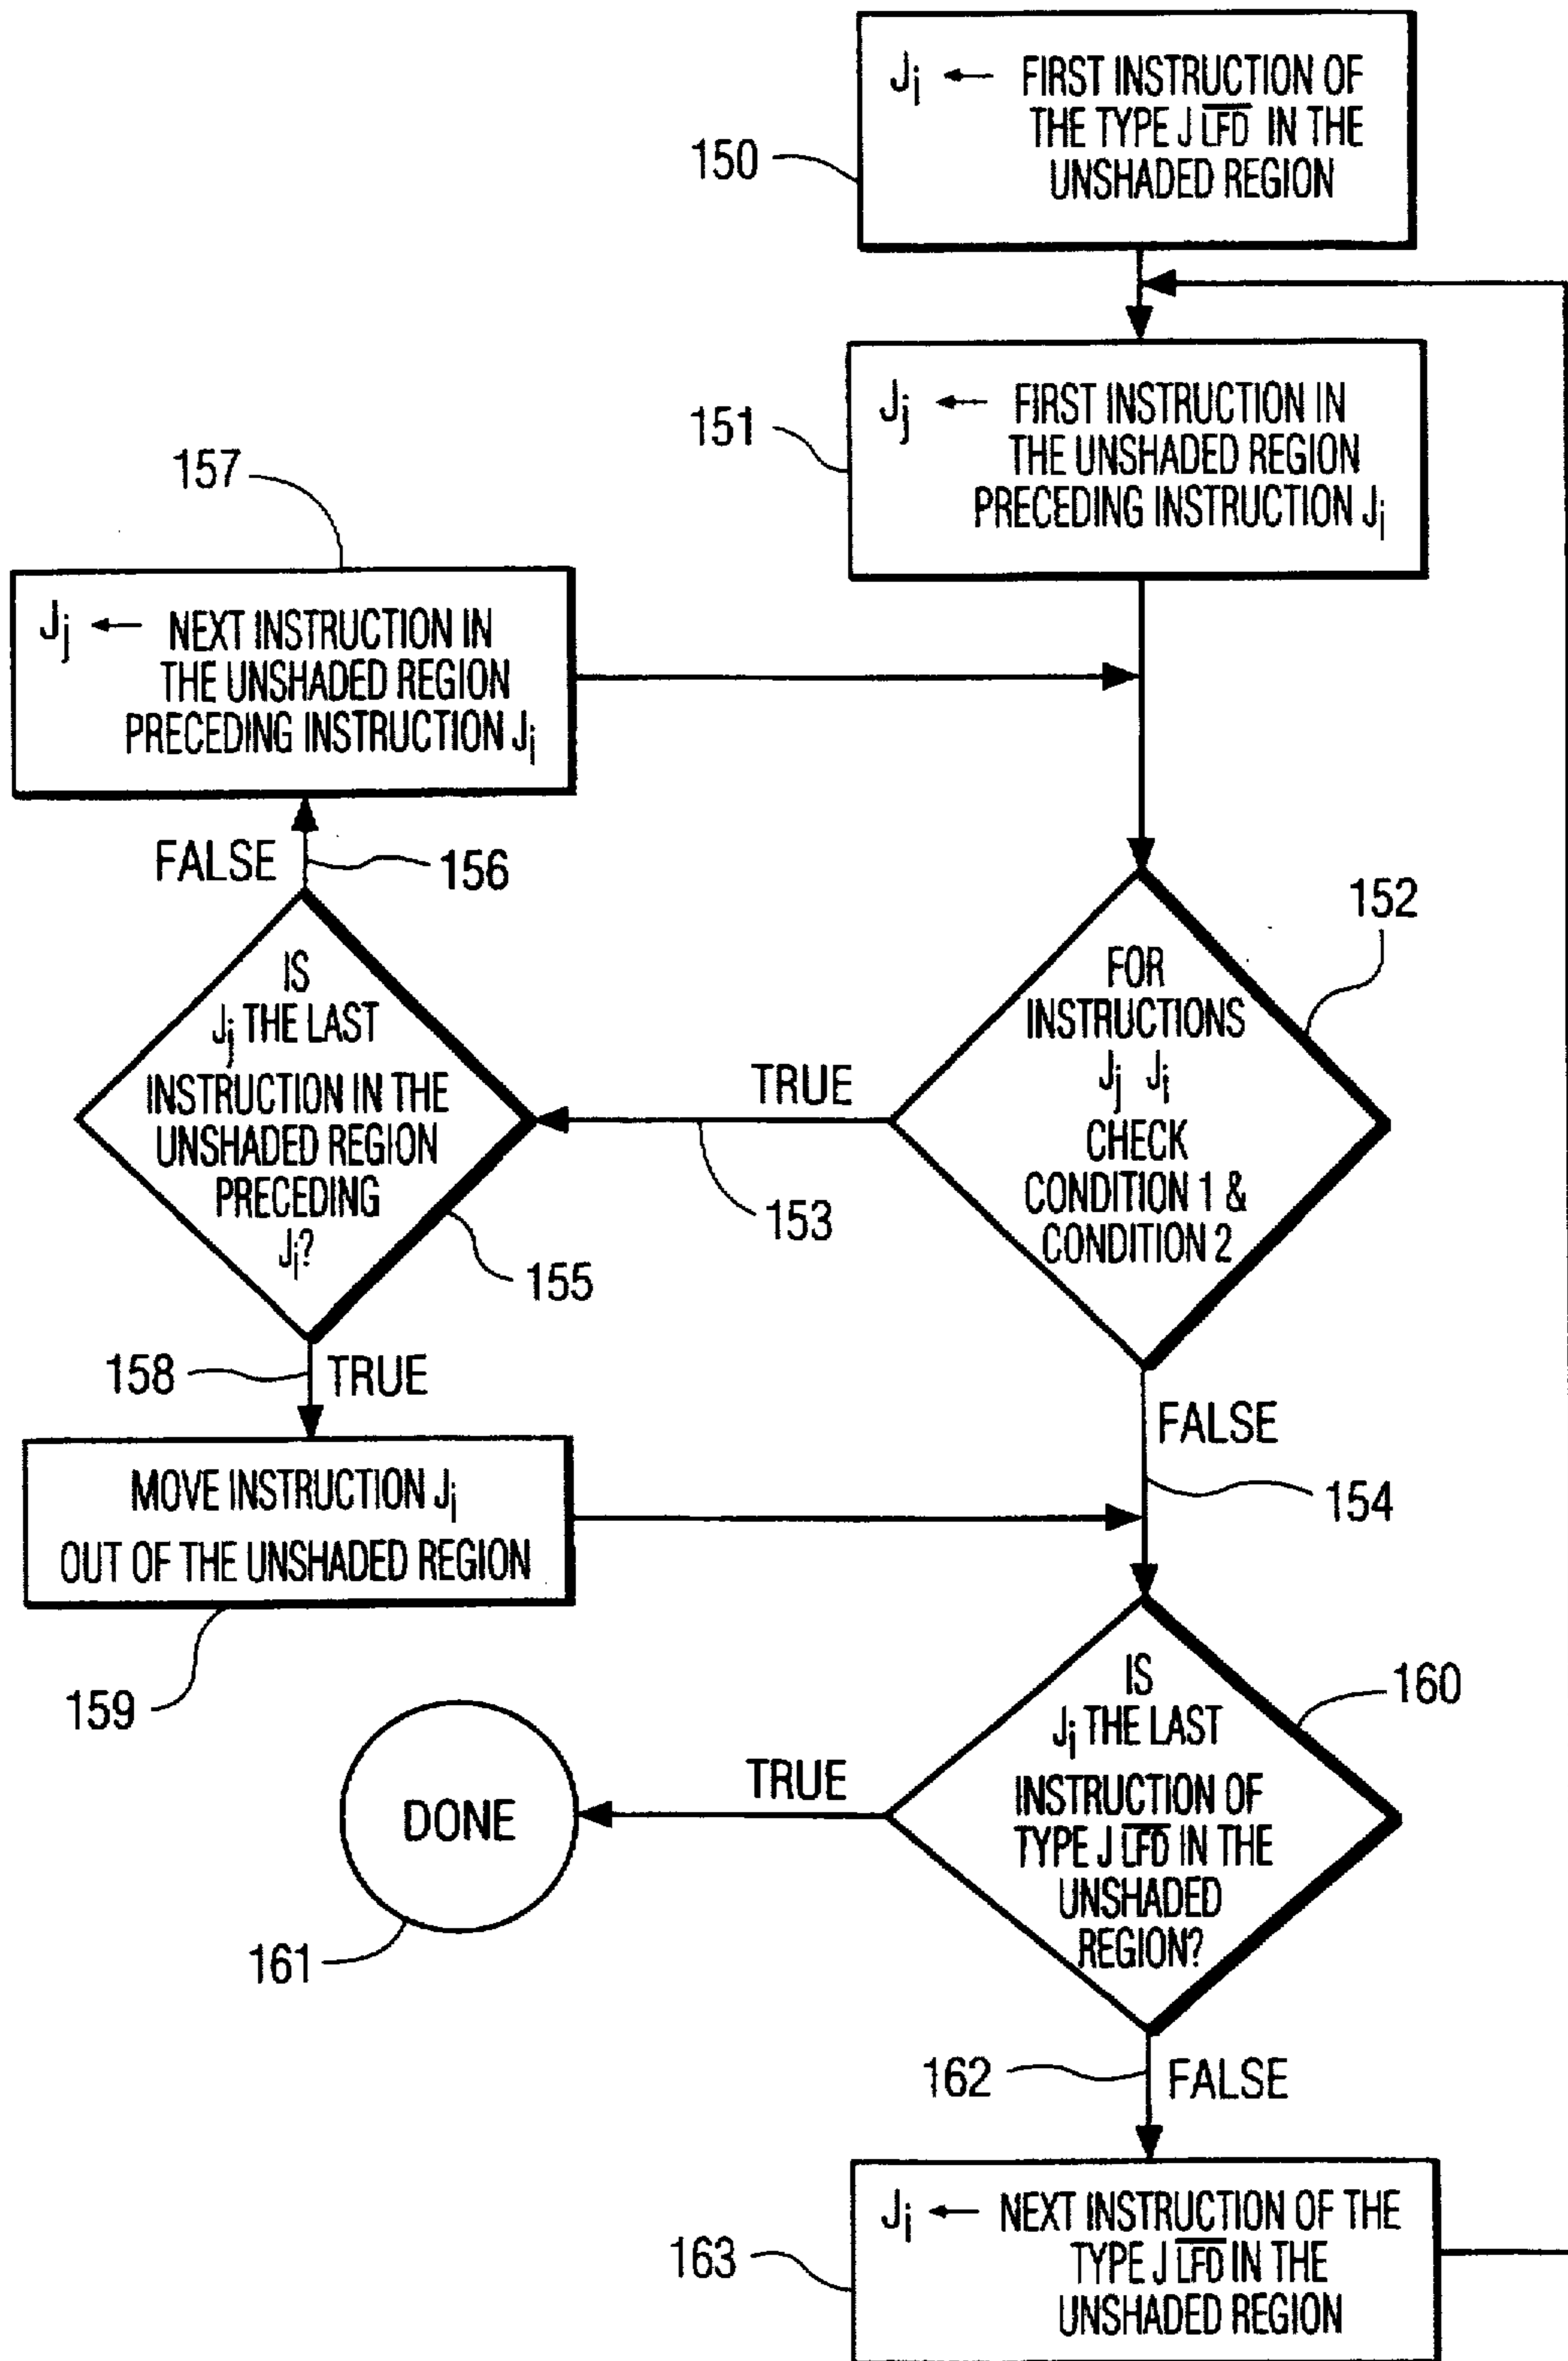 Ji ← FIRST INSTRUCTION OF
THE TYPE J L̅F̅D̅ IN THE
UNSHADED REGION
150
Jj ← FIRST INSTRUCTION IN
THE UNSHADED REGION
PRECEDING INSTRUCTION Ji
151
157
Jj ← NEXT INSTRUCTION IN
THE UNSHADED REGION
PRECEDING INSTRUCTION Ji
FALSE
156
152
FOR
INSTRUCTIONS
Jj Ji
CHECK
CONDITION 1 &
CONDITION 2
TRUE
153
IS
Jj THE LAST
INSTRUCTION IN THE
UNSHADED REGION
PRECEDING
Ji?
155
158
TRUE
FALSE
154
MOVE INSTRUCTION Ji
OUT OF THE UNSHADED REGION
159
160
IS
Ji THE LAST
INSTRUCTION OF
TYPE J L̅F̅D̅ IN THE
UNSHADED
REGION?
TRUE
DONE
161
162
FALSE
Ji ← NEXT INSTRUCTION OF THE
TYPE J L̅F̅D̅ IN THE
UNSHADED REGION
163